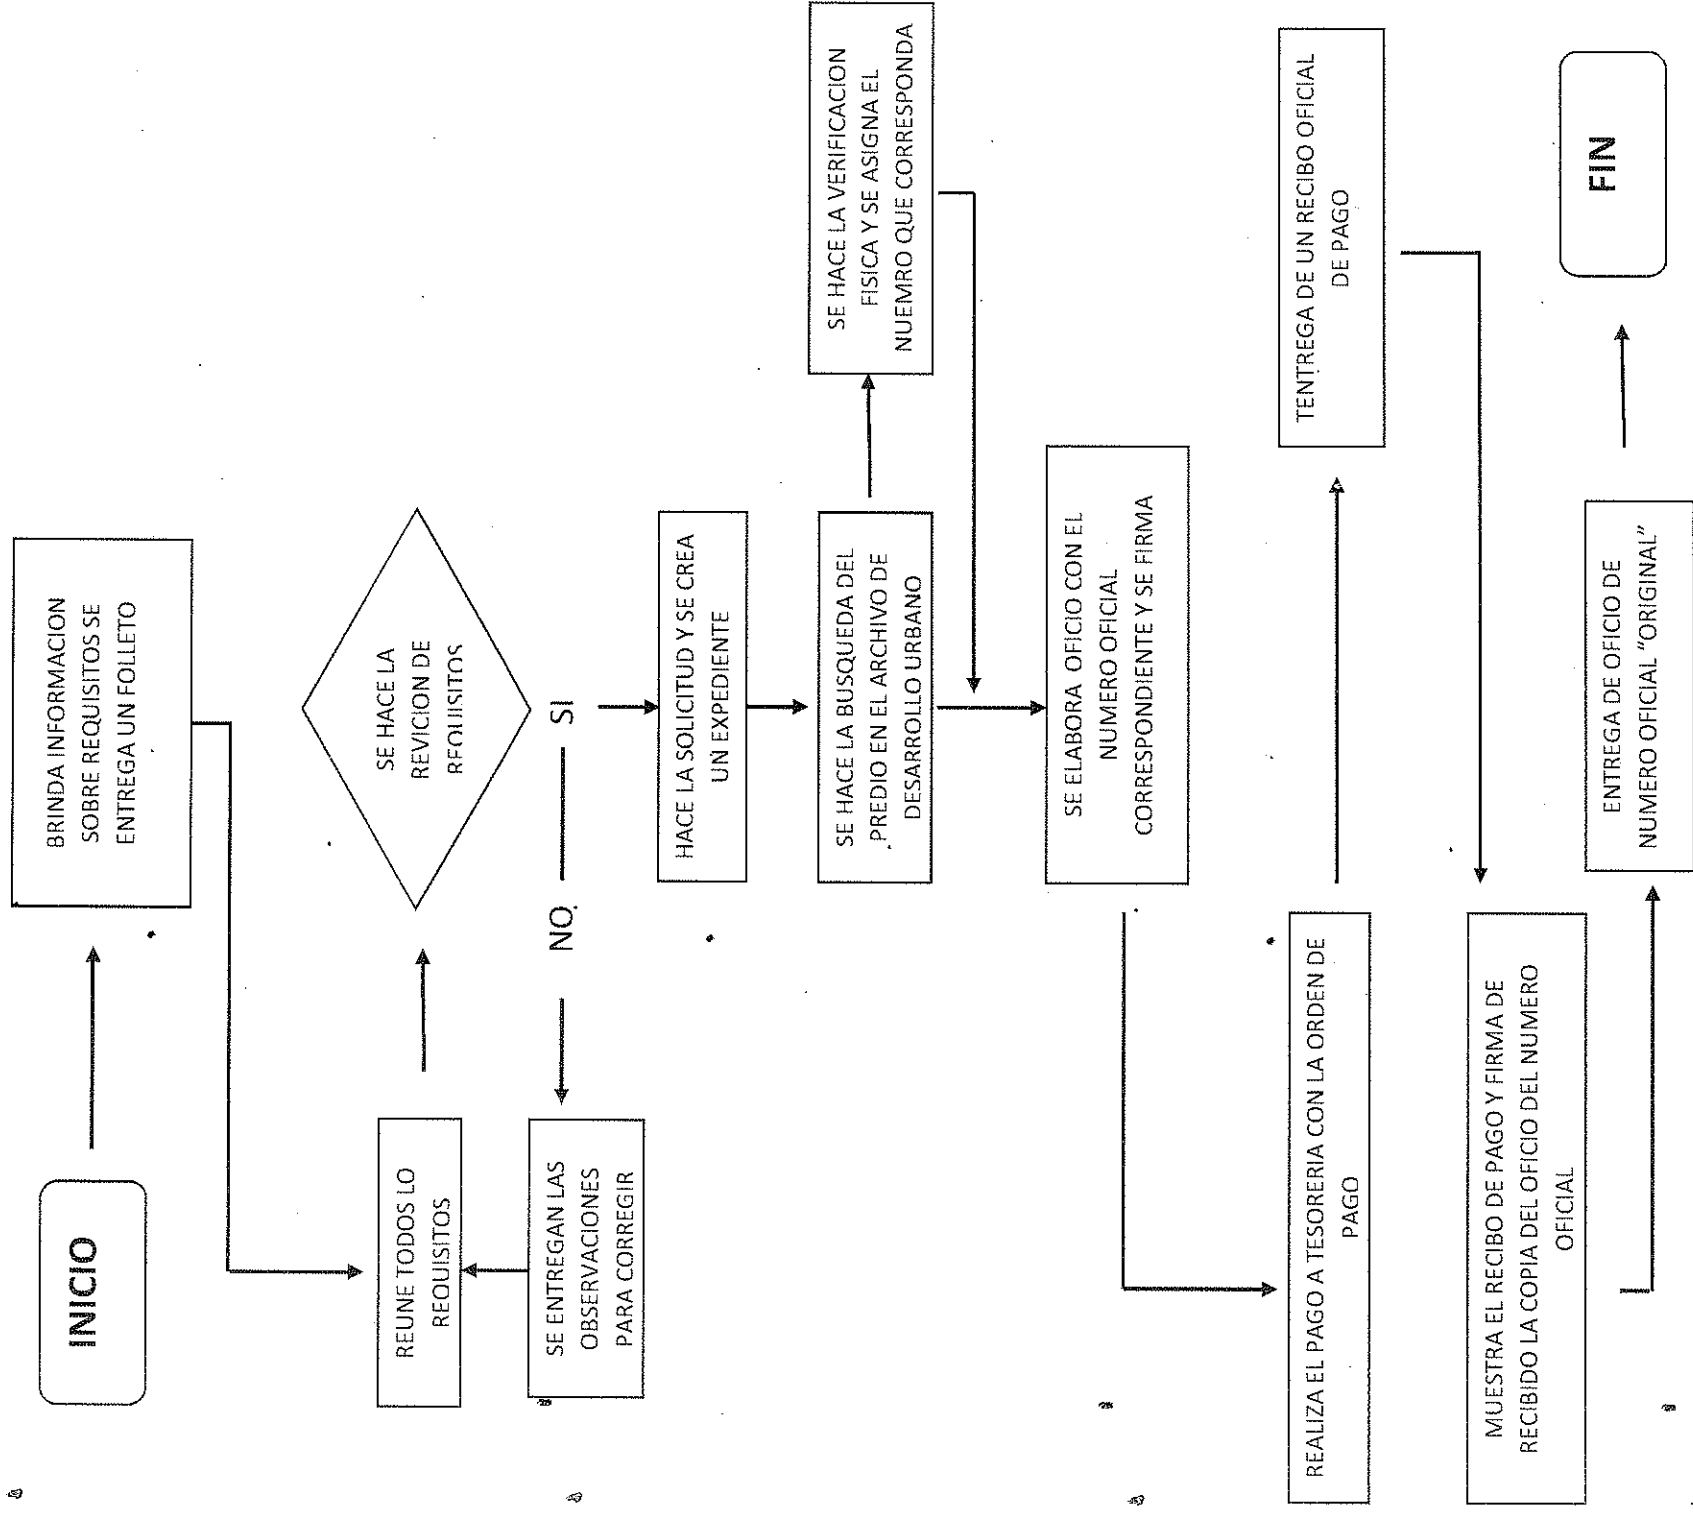 INICIO
BRINDA INFORMACION
SOBRE REQUISITOS SE
ENTREGA UN FOLLETO
REUNE TODOS LO
REQUISITOS
SE HACE LA
REVICION DE
REQUISITOS
NO
SI
SE ENTREGAN LAS
OBSERVACIONES
PARA CORREGIR
HACE LA SOLICITUD Y SE CREA
UN EXPEDIENTE
SE HACE LA BUSQUEDA DEL
PREDIO EN EL ARCHIVO DE
DESARROLLO URBANO
SE HACE LA VERIFICACION
FISICA Y SE ASIGNA EL
NUEMRO QUE CORRESPONDA
SE ELABORA OFICIO CON EL
NUMERO OFICIAL
CORRESPONDIENTE Y SE FIRMA
REALIZA EL PAGO A TESORERIA CON LA ORDEN DE
PAGO
TENTREGA DE UN RECIBO OFICIAL
DE PAGO
MUESTRA EL RECIBO DE PAGO Y FIRMA DE
RECIBIDO LA COPIA DEL OFICIO DEL NUMERO
OFICIAL
ENTREGA DE OFICIO DE
NUMERO OFICIAL "ORIGINAL"
FIN